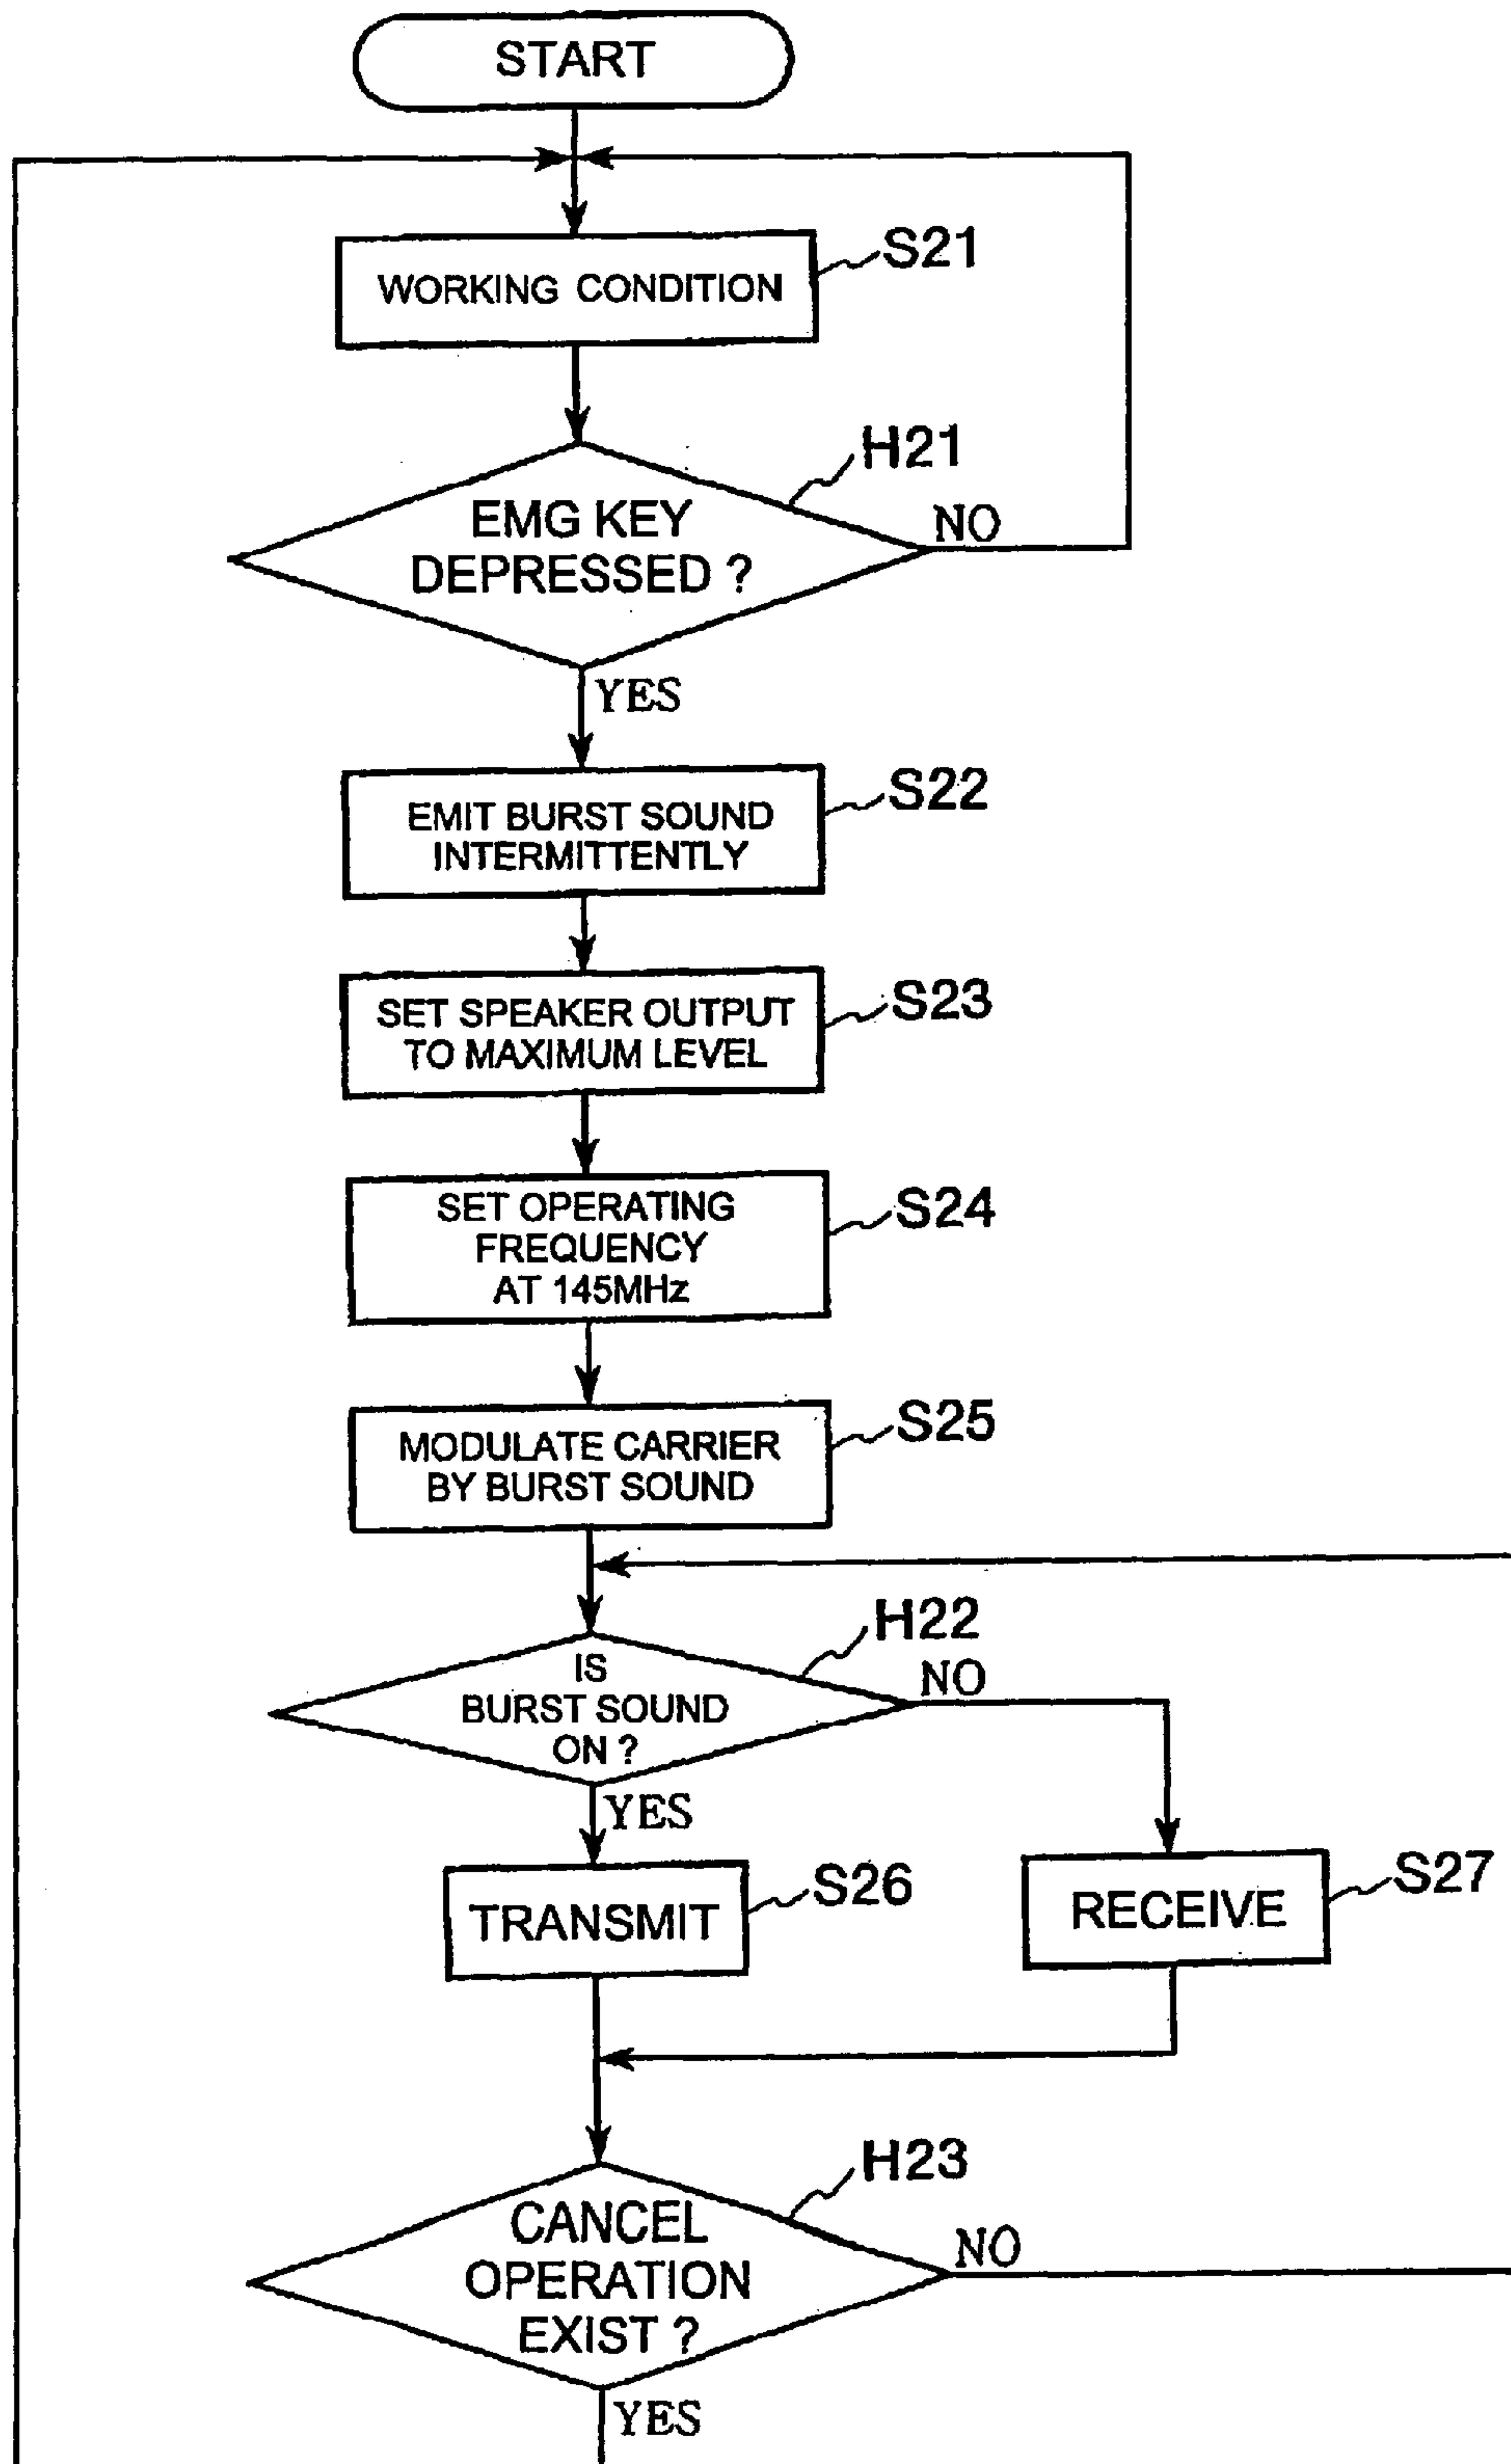 START
WORKING CONDITION
S21
H21
EMG KEY
DEPRESSED ?
NO
YES
S22
EMIT BURST SOUND
INTERMITTENTLY
S23
SET SPEAKER OUTPUT
TO MAXIMUM LEVEL
S24
SET OPERATING
FREQUENCY
AT 145MHz
S25
MODULATE CARRIER
BY BURST SOUND
H22
IS
BURST SOUND
ON ?
NO
YES
S26
TRANSMIT
S27
RECEIVE
H23
CANCEL
OPERATION
EXIST ?
NO
YES